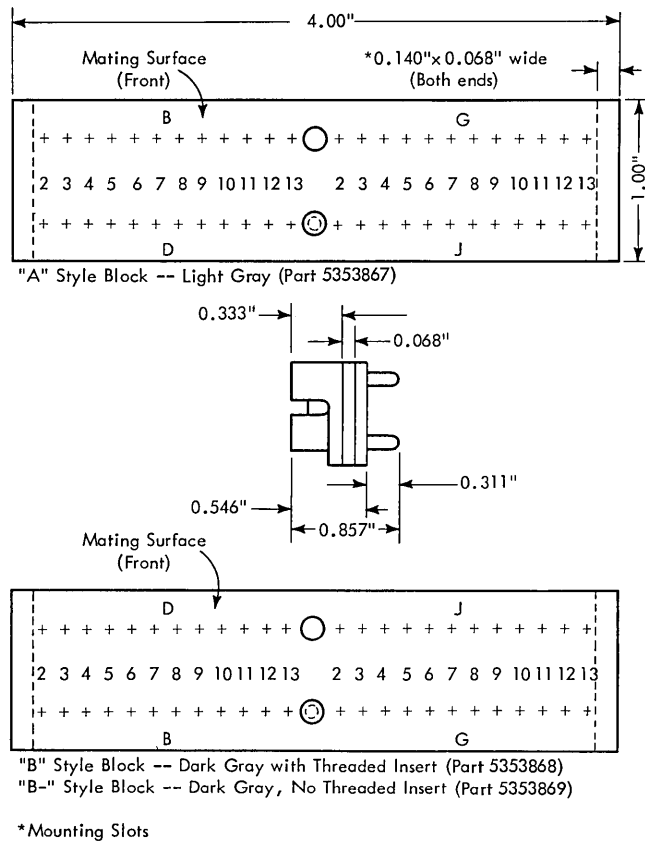 4.00"
Mating Surface
(Front)
*0.140"x 0.068" wide
(Both ends)
B G
2 3 4 5 6 7 8 9 10 11 12 13 2 3 4 5 6 7 8 9 10 11 12 13
1.00"
D J
"A" Style Block -- Light Gray (Part 5353867)
0.333"
0.068"
0.311"
0.546"
0.857"
Mating Surface
(Front)
D J
2 3 4 5 6 7 8 9 10 11 12 13 2 3 4 5 6 7 8 9 10 11 12 13
B G
"B" Style Block -- Dark Gray with Threaded Insert (Part 5353868)
"B-" Style Block -- Dark Gray, No Threaded Insert (Part 5353869)
*Mounting Slots